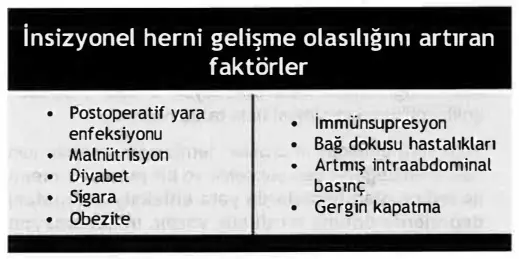 İnsizyonel herni gelişme olasılığını artıran
faktörler
• Postoperatif yara
enfeksiyonu
• Malnütrisyon
• Diyabet
• Sigara
• Obezite
• İmmünsupresyon
• Bağ dokusu hastalıkları
• Artmış intraabdominal
basınç
• Gergin kapatma